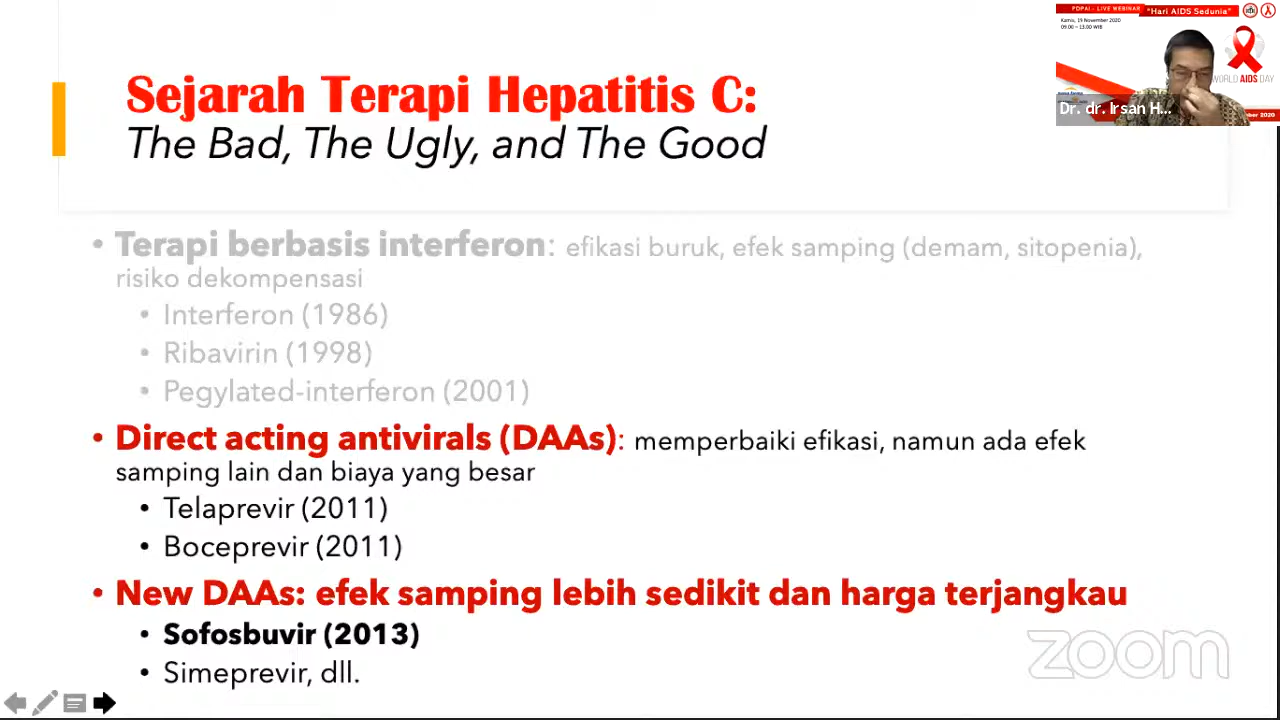 Sejarah Terapi Hepatitis C:
The Bad, The Ugly, and The Good
• Terapi berbasis interferon: efikasi buruk, efek samping (demam, sitopenia),
risiko dekompensasi
• Interferon (1986)
• Ribavirin (1998)
• Pegylated-interferon (2001)
• Direct acting antivirals (DAAs): memperbaiki efikasi, namun ada efek
samping lain dan biaya yang besar
• Telaprevir (2011)
• Boceprevir (2011)
• New DAAs: efek samping lebih sedikit dan harga terjangkau
• Sofosbuvir (2013)
• Simeprevir, dll.
zoom
PDPAI - LIVE WEBINAR "Hari AIDS Sedunia"
Kamis, 19 November 2020
09.00 - 13.00 WIB
WORLD AIDS DAY
Dr. dr. Irsan H...
mber 2020